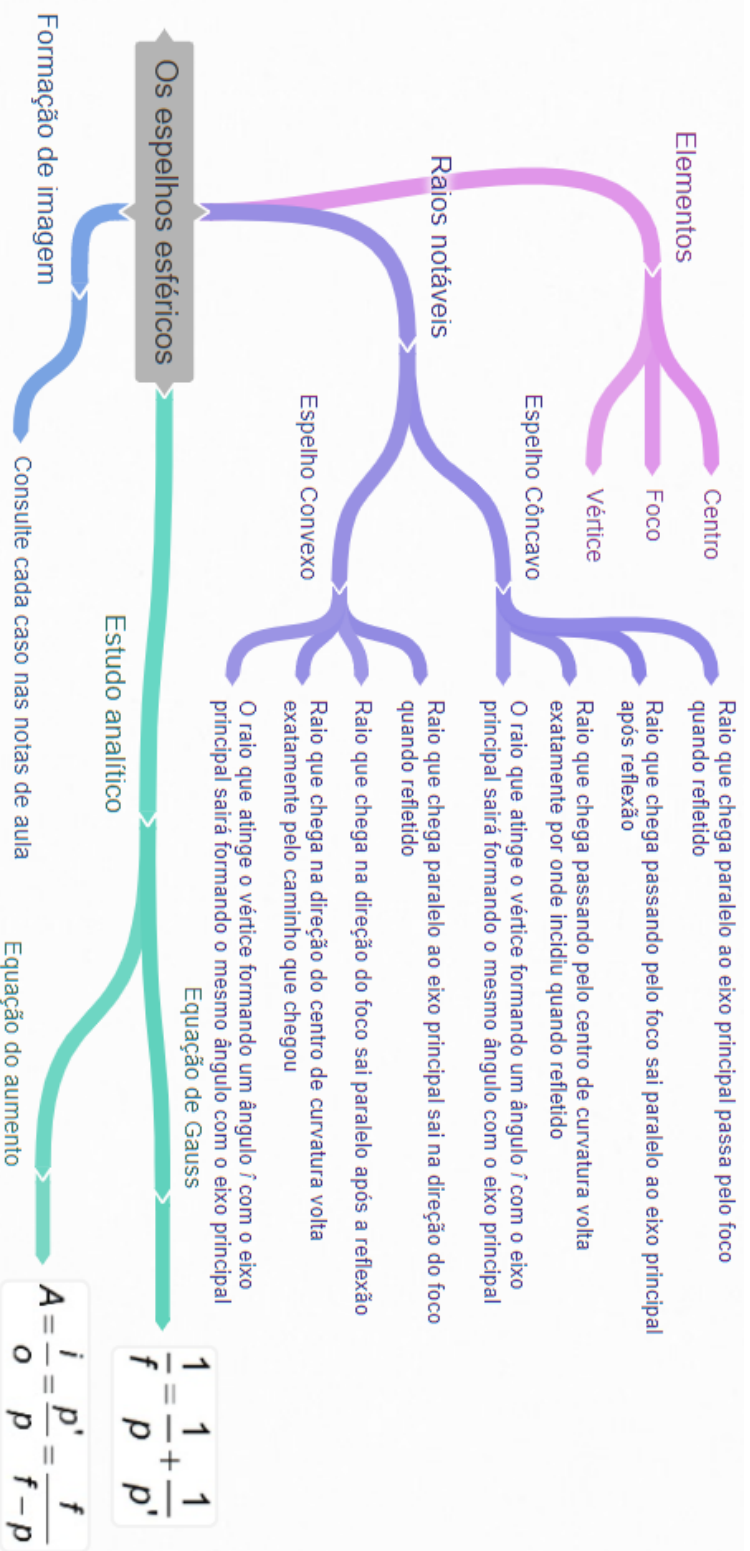 Os espelhos esféricos
Elementos
Centro
Foco
Vértice
Raios notáveis
Espelho Côncavo
Raio que chega paralelo ao eixo principal passa pelo foco
quando refletido
Raio que chega passando pelo foco sai paralelo ao eixo principal
após reflexão
Raio que chega passando pelo centro de curvatura volta
exatamente por onde incidiu quando refletido
O raio que atinge o vértice formando um ângulo î com o eixo
principal sairá formando o mesmo ângulo com o eixo principal
Espelho Convexo
Raio que chega paralelo ao eixo principal sai na direção do foco
quando refletido
Raio que chega na direção do foco sai paralelo após a reflexão
Raio que chega na direção do centro de curvatura volta
exatamente pelo caminho que chegou
O raio que atinge o vértice formando um ângulo î com o eixo
principal sairá formando o mesmo ângulo com o eixo principal
Estudo analítico
Equação de Gauss
1/f = 1/p + 1/p'
Equação do aumento
A = i/o = p'/p = f/(f-p)
Formação de imagem
Consulte cada caso nas notas de aula